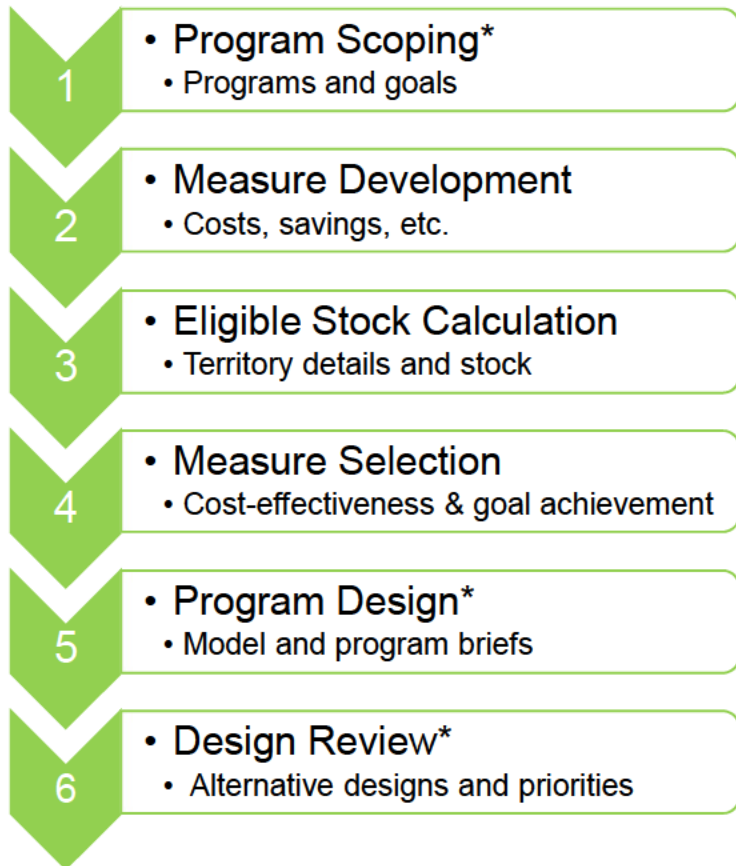 1
• Program Scoping*
• Programs and goals
2
• Measure Development
• Costs, savings, etc.
3
• Eligible Stock Calculation
• Territory details and stock
4
• Measure Selection
• Cost-effectiveness & goal achievement
5
• Program Design*
• Model and program briefs
6
• Design Review*
• Alternative designs and priorities